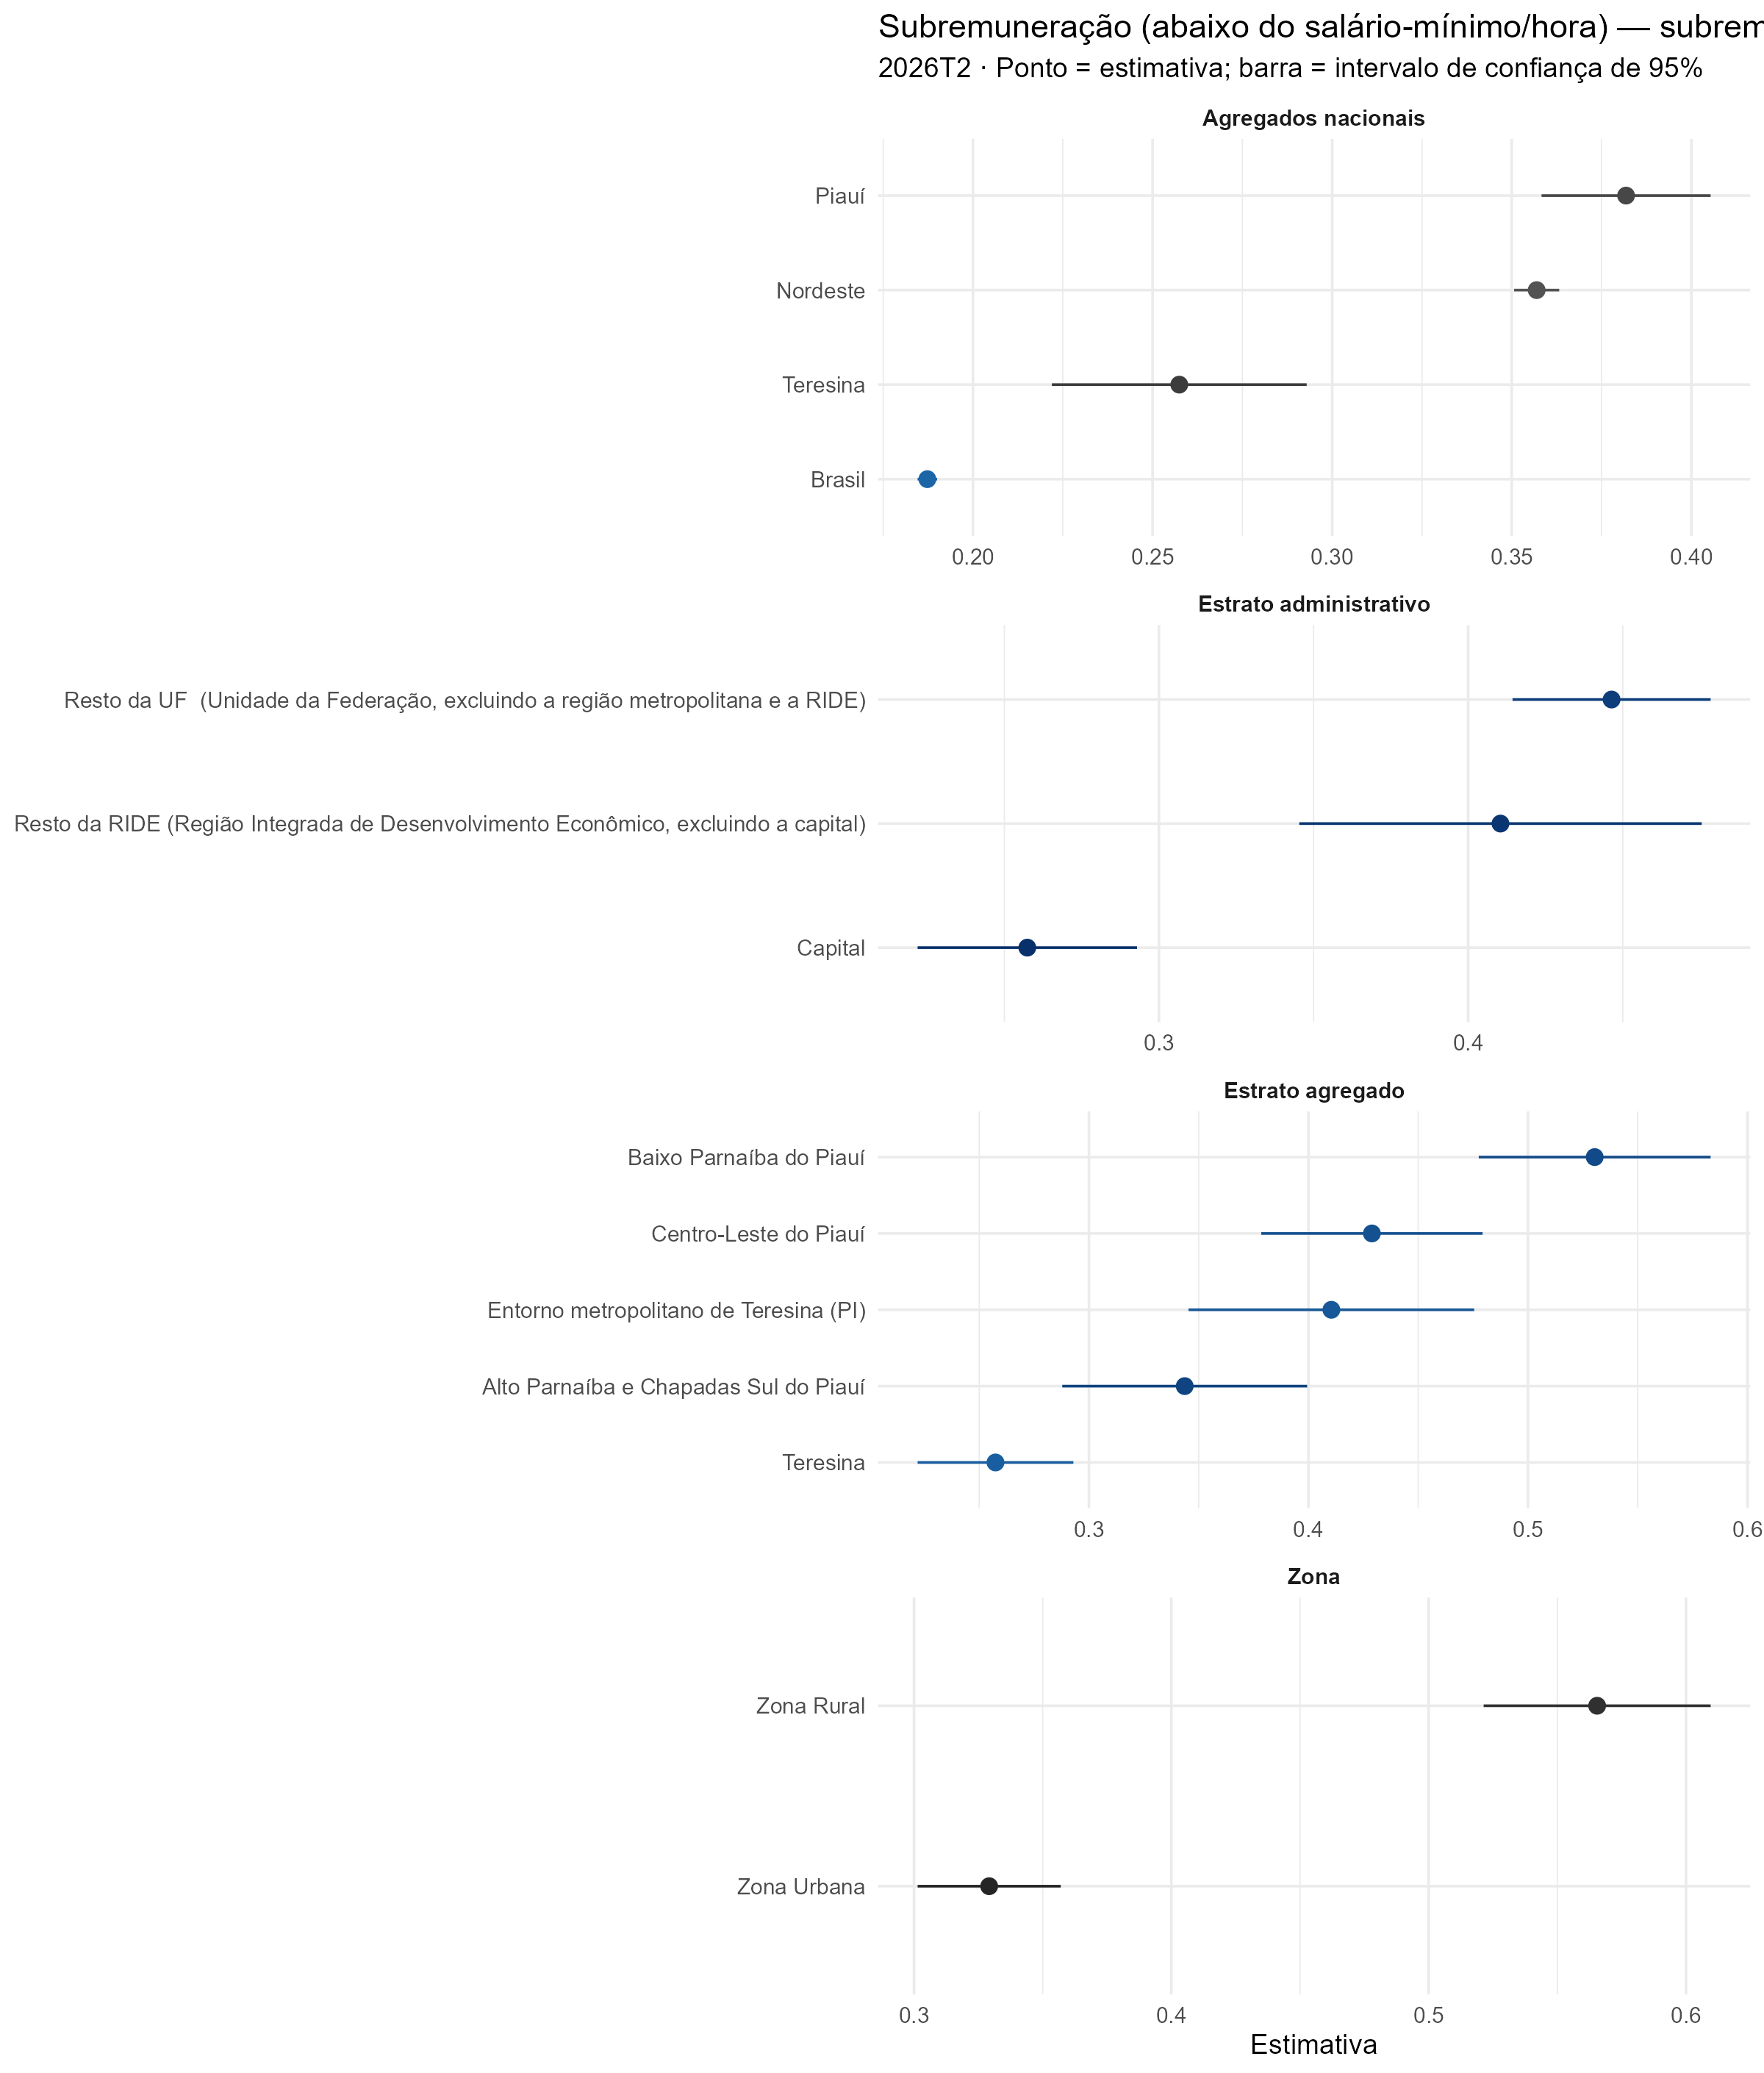 Subremuneração (abaixo do salário-mínimo/hora) — subrem
2026T2 · Ponto = estimativa; barra = intervalo de confiança de 95%
Agregados nacionais
Piauí
Nordeste
Teresina
Brasil
0.20 0.25 0.30 0.35 0.40
Estrato administrativo
Resto da UF  (Unidade da Federação, excluindo a região metropolitana e a RIDE)
Resto da RIDE (Região Integrada de Desenvolvimento Econômico, excluindo a capital)
Capital
0.3 0.4
Estrato agregado
Baixo Parnaíba do Piauí
Centro-Leste do Piauí
Entorno metropolitano de Teresina (PI)
Alto Parnaíba e Chapadas Sul do Piauí
Teresina
0.3 0.4 0.5 0.6
Zona
Zona Rural
Zona Urbana
0.3 0.4 0.5 0.6
Estimativa